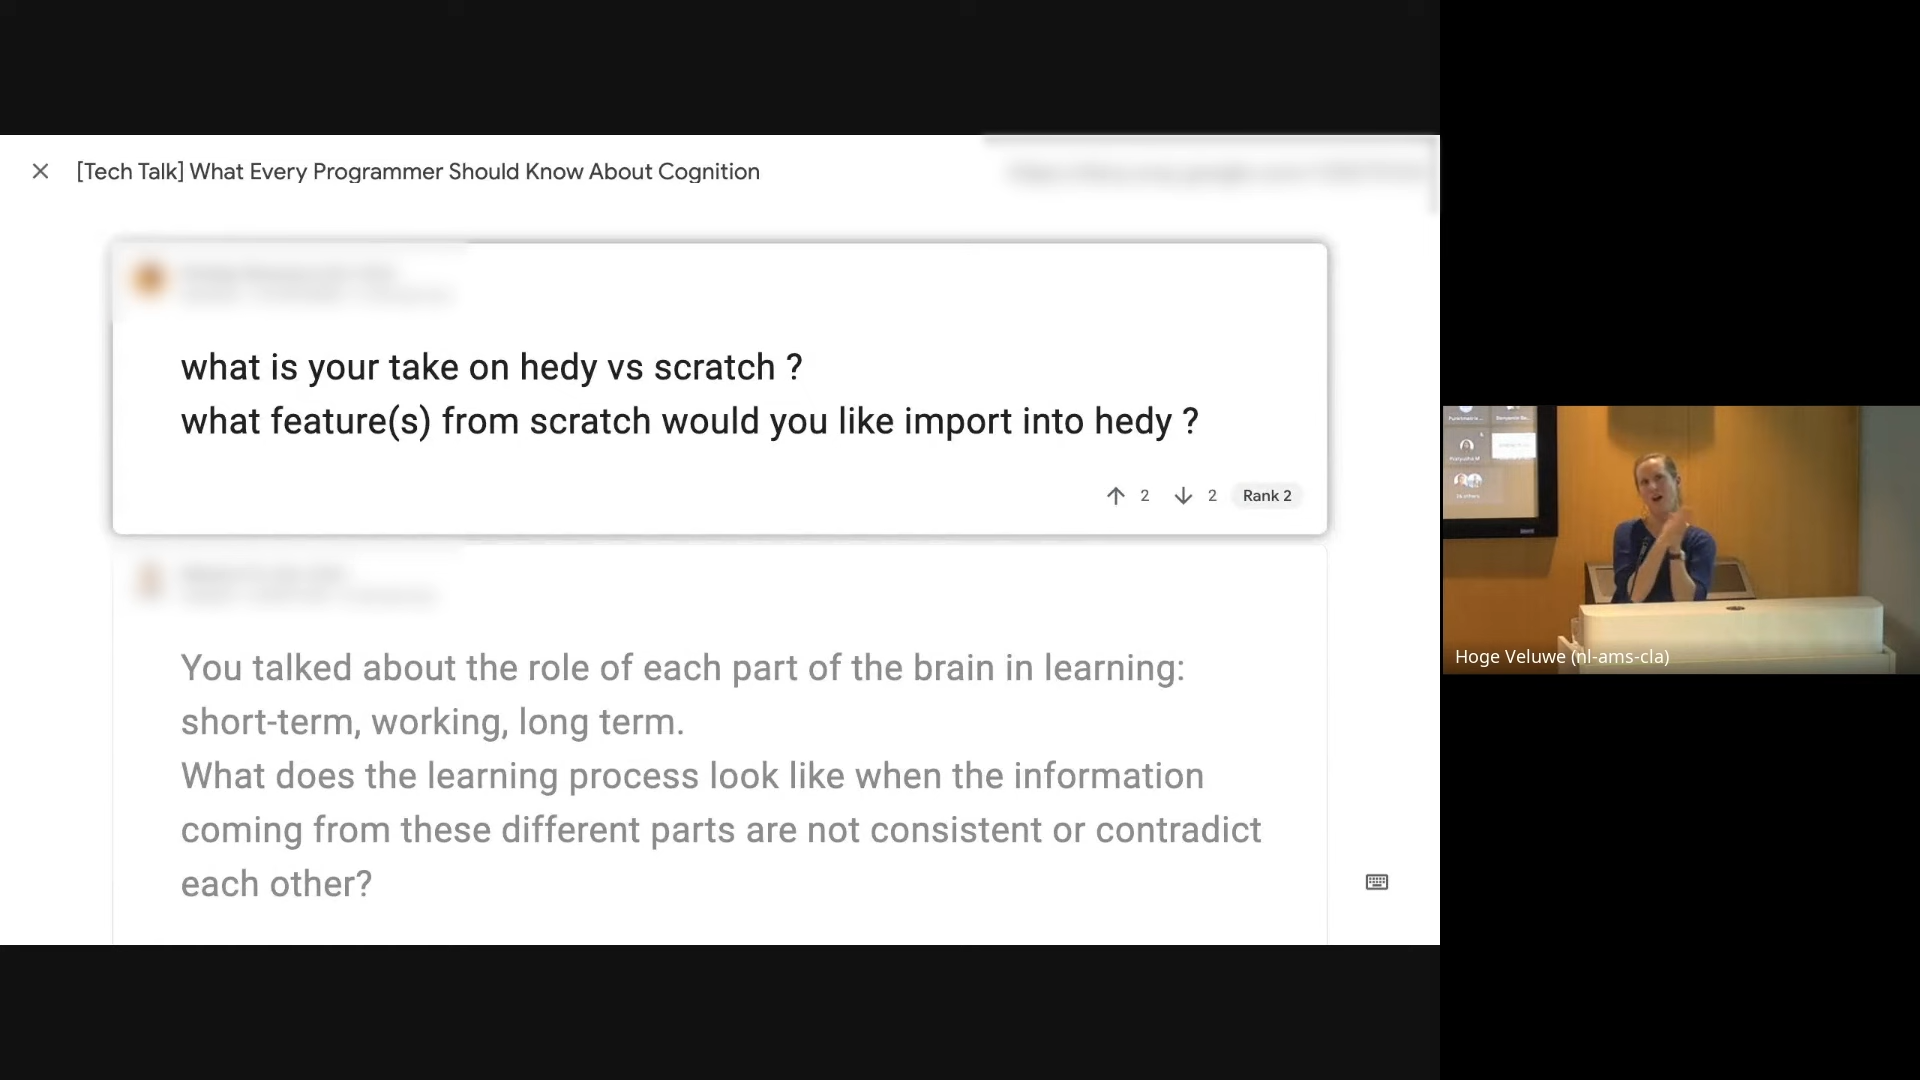 [Tech Talk] What Every Programmer Should Know About Cognition
what is your take on hedy vs scratch ?
what feature(s) from scratch would you like import into hedy ?
2 2 Rank 2
You talked about the role of each part of the brain in learning:
short-term, working, long term.
What does the learning process look like when the information
coming from these different parts are not consistent or contradict
each other?
Hoge Veluwe (nl-ams-cla)